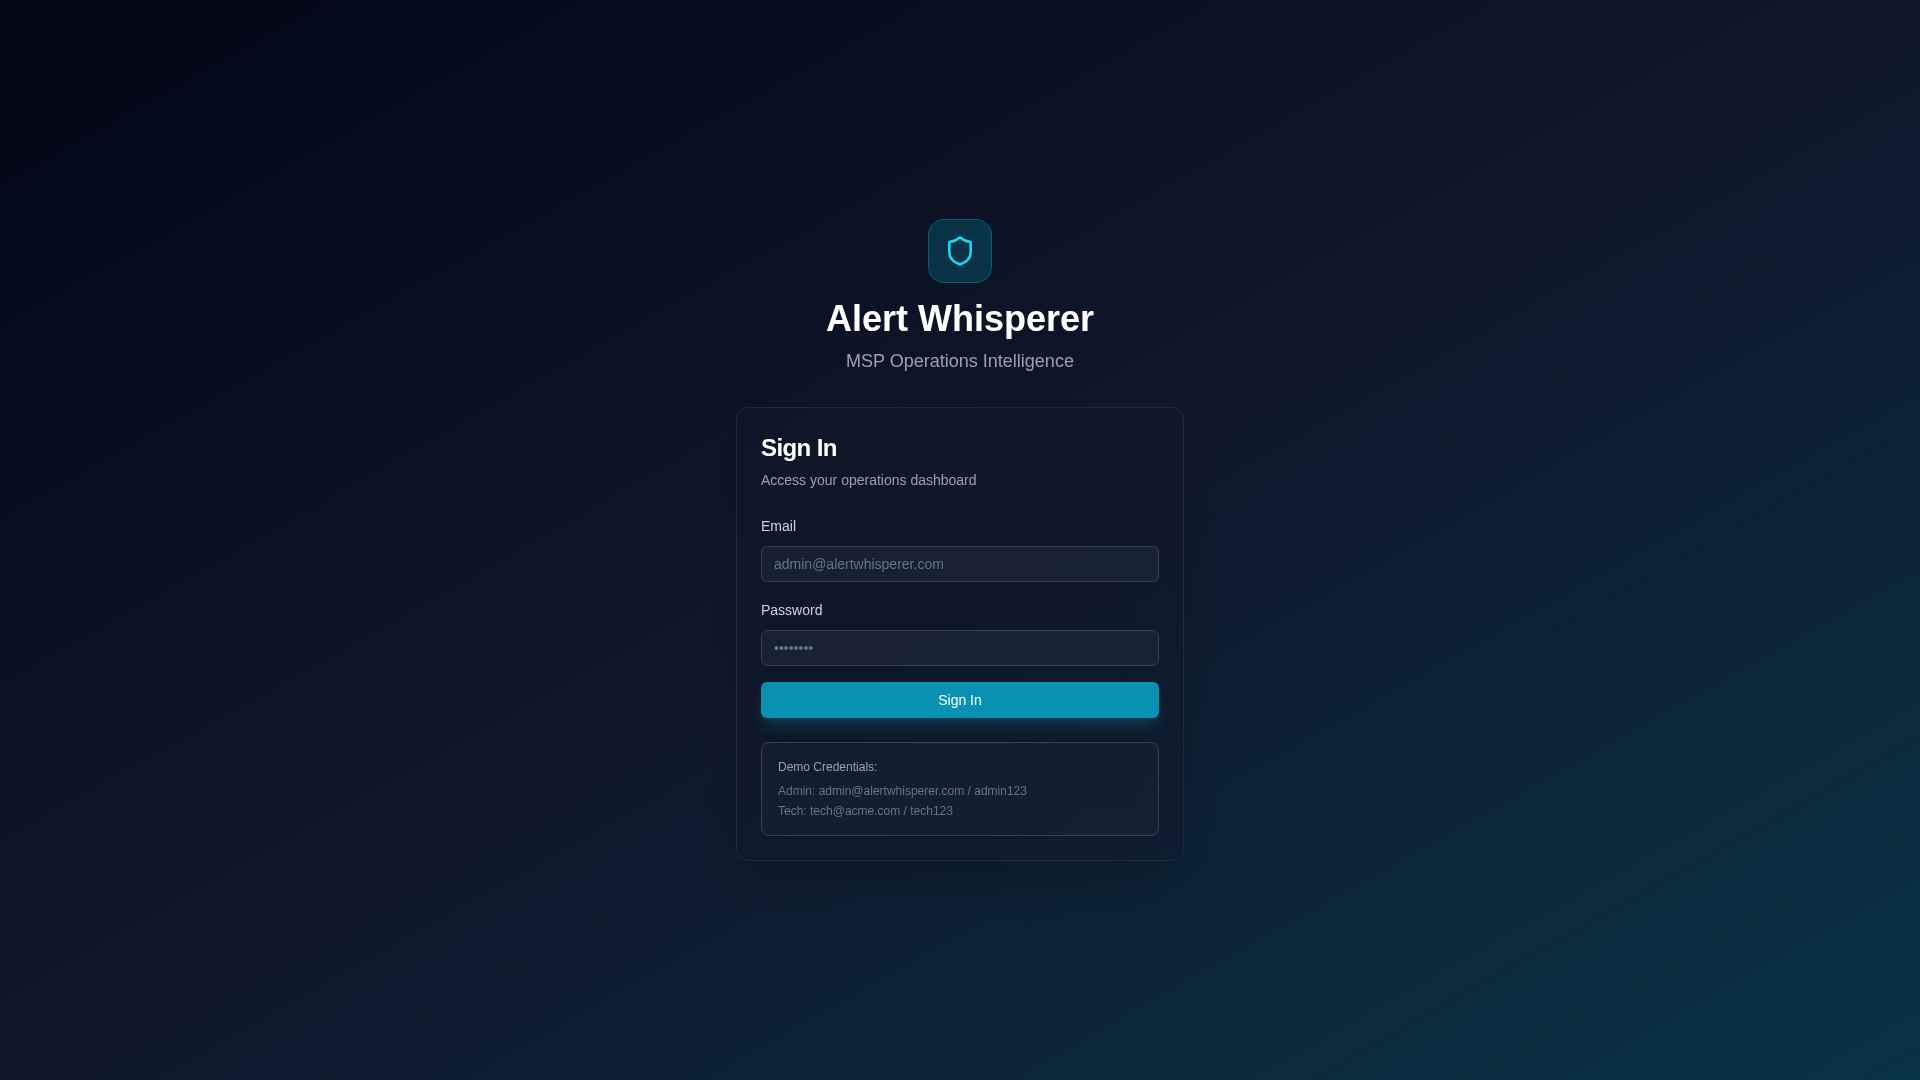 Alert Whisperer
MSP Operations Intelligence
Sign In
Access your operations dashboard
Email
admin@alertwhisperer.com
Password
••••••••
Sign In
Demo Credentials:
Admin: admin@alertwhisperer.com / admin123
Tech: tech@acme.com / tech123